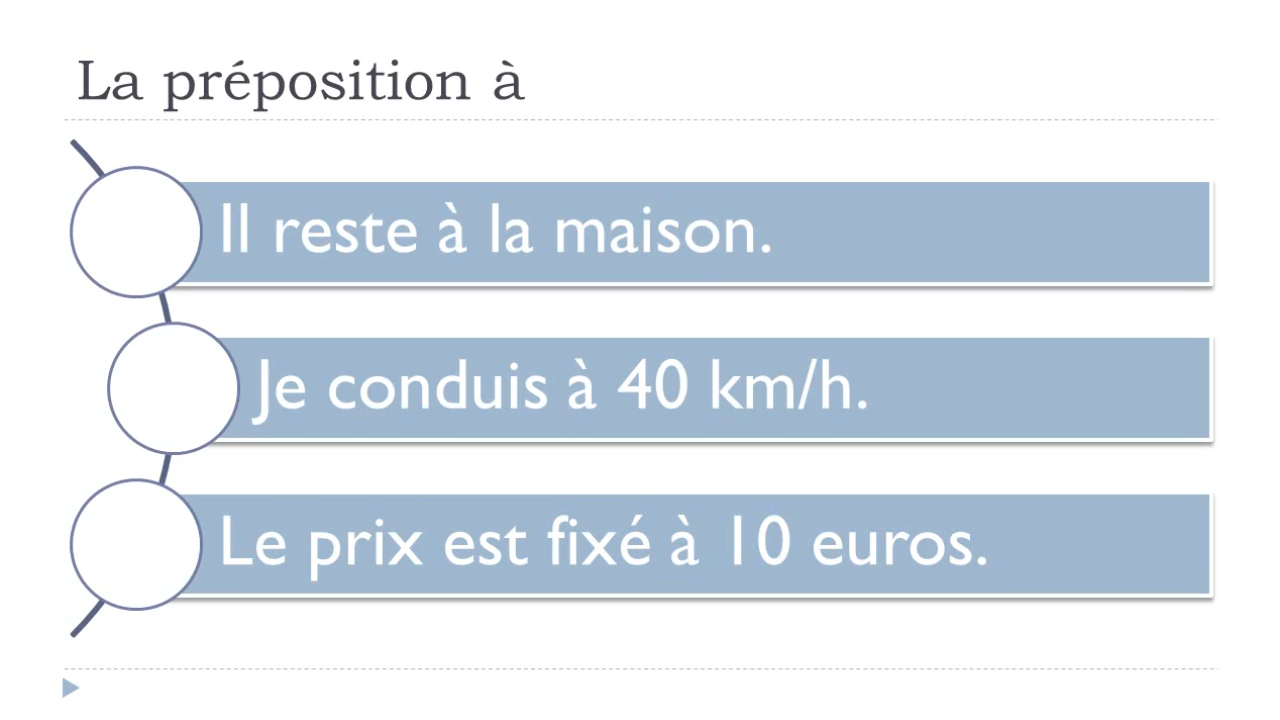 La préposition à
Il reste à la maison.
Je conduis à 40 km/h.
Le prix est fixé à 10 euros.